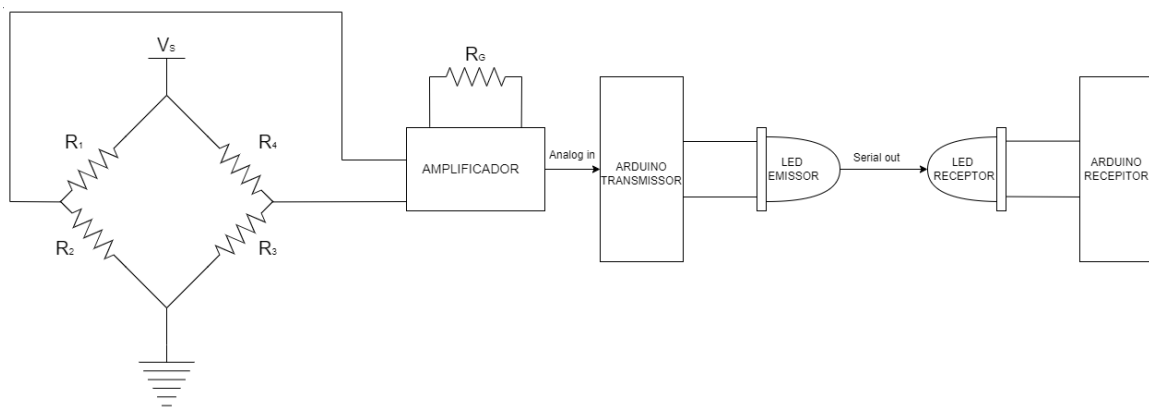 Vs
RG
R1
R4
Analog in
Serial out
AMPLIFICADOR
ARDUINO
TRANSMISSOR
LED
EMISSOR
LED
RECEPTOR
ARDUINO
RECEPITOR
R2
R3